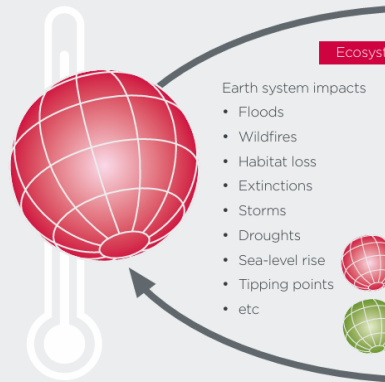 Ecosyst
Earth system impacts
• Floods
• Wildfires
• Habitat loss
• Extinctions
• Storms
• Droughts
• Sea-level rise
• Tipping points
• etc